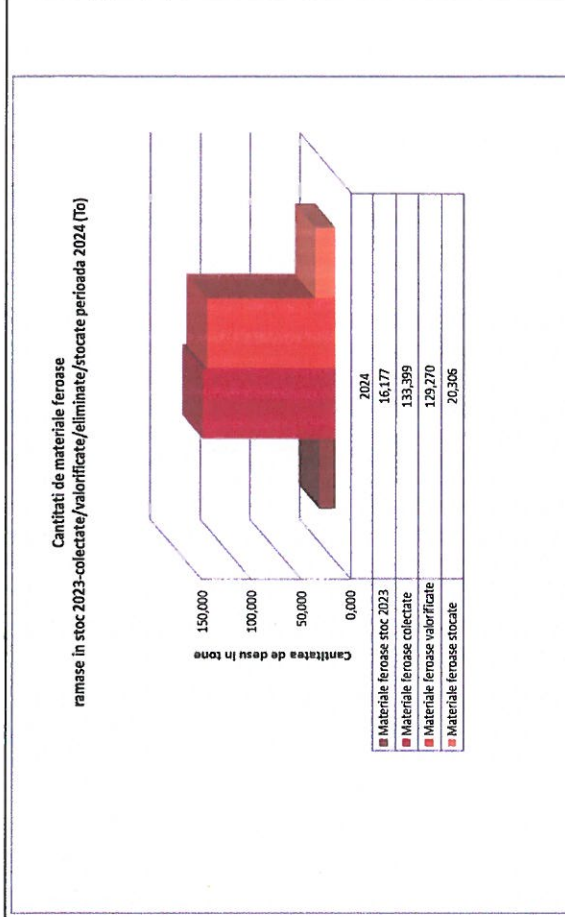 Cantitati de materiale feroase
ramase in stoc 2023-colectate/valorificate/eliminate/stocate perioada 2024 (To)
Cantitatea de desu in tone
150,000
100,000
50,000
0,000
2024
Materiale feroase stoc 2023 16,177
Materiale feroase colectate 133,399
Materiale feroase valorificate 129,270
Materiale feroase stocate 20,306